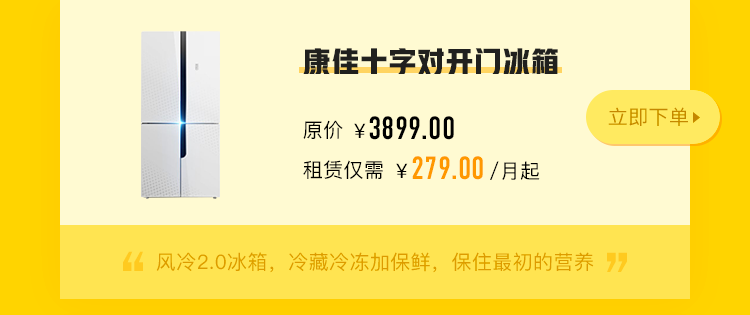 康佳十字对开门冰箱
原价 ¥3899.00
立即下单
租赁仅需 ¥279.00/月起
“ 风冷2.0冰箱，冷藏冷冻加保鲜，保住最初的营养 ”